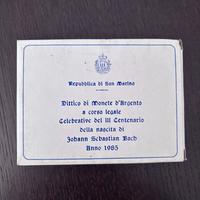 Repubblica di San Marino
Dittico di Monete d'Argento
a corso legale
Celebrative del III Centenario
della nascita di
Johann Sebastian Bach
Anno 1985